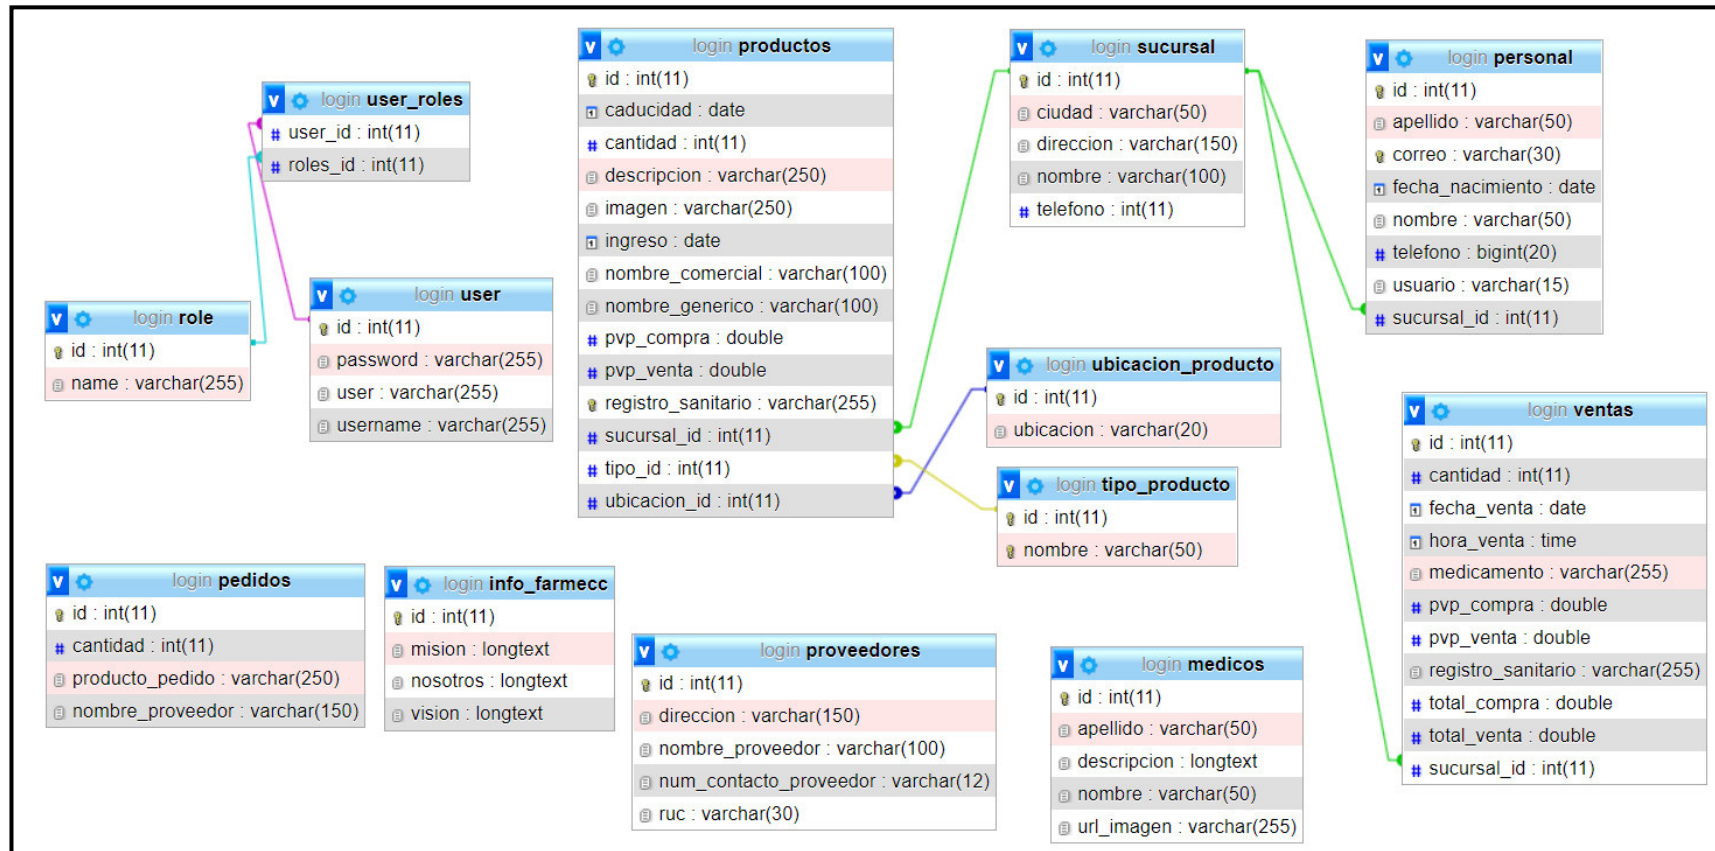 login user_roles
user_id : int(11)
roles_id : int(11)
login role
id : int(11)
name : varchar(255)
login user
id : int(11)
password : varchar(255)
user : varchar(255)
username : varchar(255)
login productos
id : int(11)
caducidad : date
cantidad : int(11)
descripcion : varchar(250)
imagen : varchar(250)
ingreso : date
nombre_comercial : varchar(100)
nombre_generico : varchar(100)
pvp_compra : double
pvp_venta : double
registro_sanitario : varchar(255)
sucursal_id : int(11)
tipo_id : int(11)
ubicacion_id : int(11)
login sucursal
id : int(11)
ciudad : varchar(50)
direccion : varchar(150)
nombre : varchar(100)
telefono : int(11)
login personal
id : int(11)
apellido : varchar(50)
correo : varchar(30)
fecha_nacimiento : date
nombre : varchar(50)
telefono : bigint(20)
usuario : varchar(15)
sucursal_id : int(11)
login ubicacion_producto
id : int(11)
ubicacion : varchar(20)
login tipo_producto
id : int(11)
nombre : varchar(50)
login ventas
id : int(11)
cantidad : int(11)
fecha_venta : date
hora_venta : time
medicamento : varchar(255)
pvp_compra : double
pvp_venta : double
registro_sanitario : varchar(255)
total_compra : double
total_venta : double
sucursal_id : int(11)
login pedidos
id : int(11)
cantidad : int(11)
producto_pedido : varchar(250)
nombre_proveedor : varchar(150)
login info_farmecc
id : int(11)
mision : longtext
nosotros : longtext
vision : longtext
login proveedores
id : int(11)
direccion : varchar(150)
nombre_proveedor : varchar(100)
num_contacto_proveedor : varchar(12)
ruc : varchar(30)
login medicos
id : int(11)
apellido : varchar(50)
descripcion : longtext
nombre : varchar(50)
url_imagen : varchar(255)